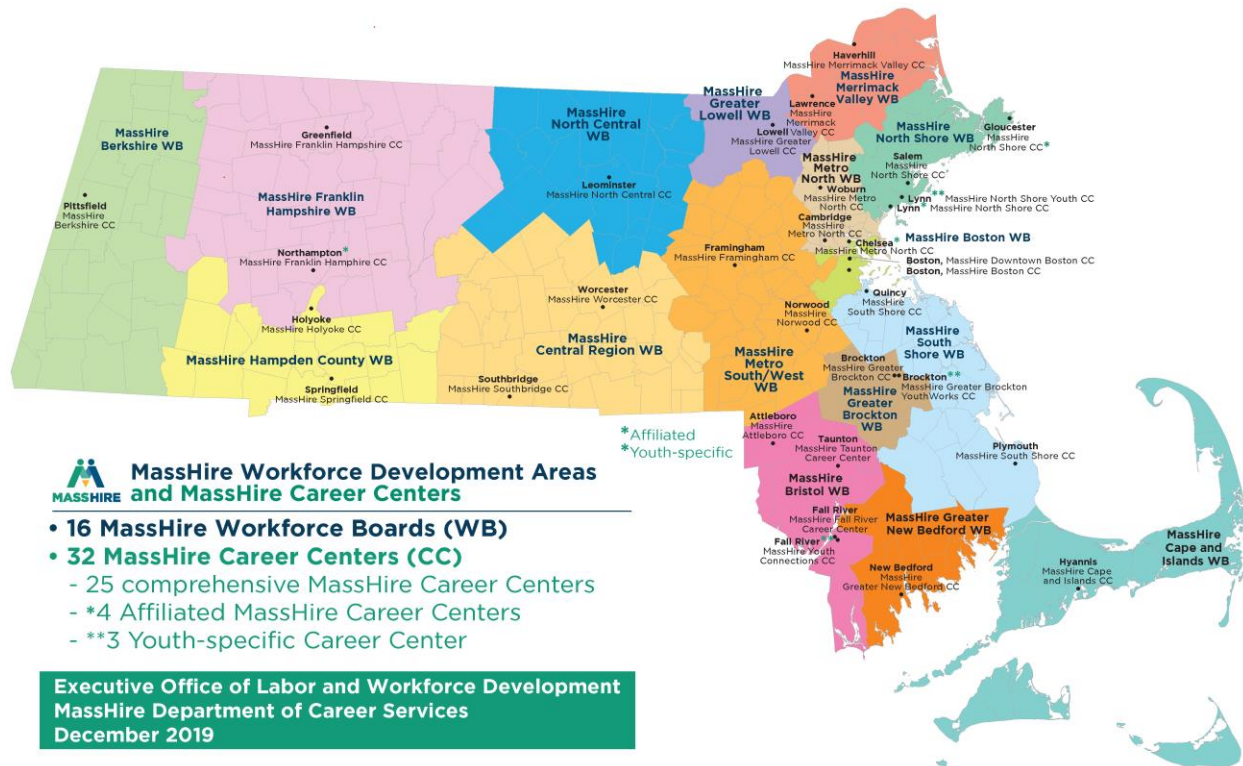 MassHire
Berkshire WB
Pittsfield
MassHire
Berkshire CC
Greenfield
MassHire Franklin Hampshire CC
MassHire Franklin
Hampshire WB
Northampton*
MassHire Franklin Hamphire CC
Holyoke
MassHire Holyoke CC
MassHire Hampden County WB
Springfield
MassHire Springfield CC
MassHire
North Central
WB
Leominster
MassHire North Central CC
Worcester
MassHire Worcester CC
MassHire
Central Region WB
Southbridge
MassHire Southbridge CC
MassHire
Greater
Lowell WB
Lowell
MassHire Greater
Lowell CC
Haverhill
MassHire Merrimack Valley CC
MassHire
Merrimack
Valley WB
Lawrence
MassHire
Merrimack
Valley CC
MassHire
North Shore WB
Gloucester
MassHire
North Shore CC*
Salem
MassHire
North Shore CC
Lynn ** MassHire North Shore Youth CC
Lynn * MassHire North Shore CC
MassHire
Metro
North WB
Woburn
MassHire Metro
North CC
Cambridge
MassHire
Metro North CC
Chelsea *
MassHire Metro North CC
MassHire Boston WB
Boston, MassHire Downtown Boston CC
Boston, MassHire Boston CC
Framingham
MassHire Framingham CC
Norwood
MassHire
Norwood CC
MassHire
Metro
South/West
WB
Quincy
MassHire
South Shore CC
MassHire
South
Shore WB
Brockton
MassHire Greater
Brockton CC
Brockton **
MassHire Greater Brockton
YouthWorks CC
MassHire
Greater
Brockton
WB
Plymouth
MassHire South Shore CC
Attleboro
MassHire
Attleboro CC
Taunton
MassHire Taunton
Career Center
MassHire
Bristol WB
Fall River
MassHire Fall River
Career Center
Fall River **
MassHire Youth
Connections CC
MassHire Greater
New Bedford WB
New Bedford
MassHire
Greater New Bedford CC
Hyannis
MassHire Cape
and Islands CC
MassHire
Cape and
Islands WB
*Affiliated
*Youth-specific
MASSHIRE
MassHire Workforce Development Areas
and MassHire Career Centers
• 16 MassHire Workforce Boards (WB)
• 32 MassHire Career Centers (CC)
- 25 comprehensive MassHire Career Centers
- *4 Affiliated MassHire Career Centers
- **3 Youth-specific Career Center
Executive Office of Labor and Workforce Development
MassHire Department of Career Services
December 2019